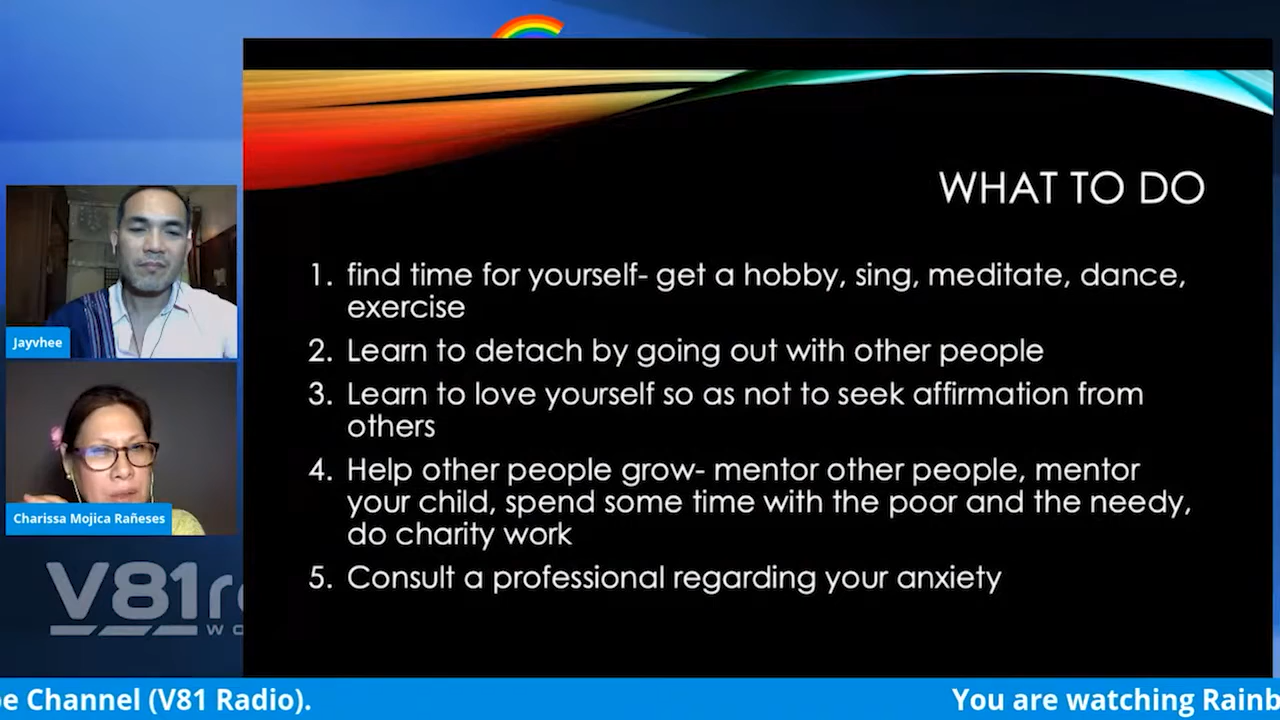 WHAT TO DO
1. find time for yourself- get a hobby, sing, meditate, dance,
exercise
2. Learn to detach by going out with other people
3. Learn to love yourself so as not to seek affirmation from
others
4. Help other people grow- mentor other people, mentor
your child, spend some time with the poor and the needy,
do charity work
5. Consult a professional regarding your anxiety
Jayvhee
Charissa Mojica Rañeses
V81
Channel (V81 Radio).
You are watching